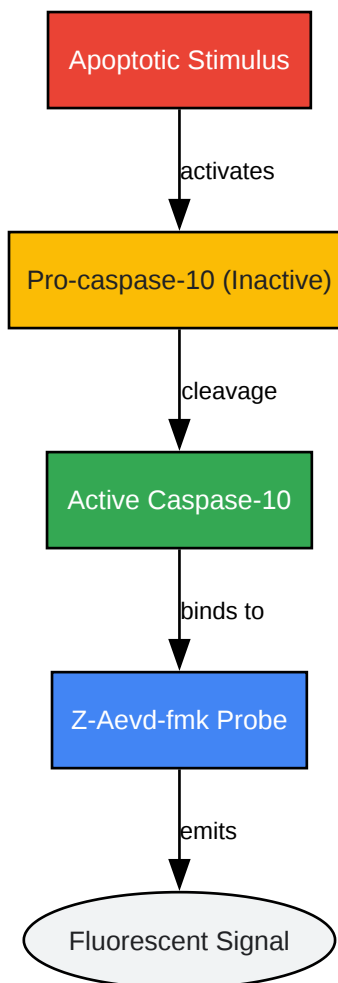 Apoptotic Stimulus
activates
Pro-caspase-10 (Inactive)
cleavage
Active Caspase-10
binds to
Z-Aevd-fmk Probe
emits
Fluorescent Signal